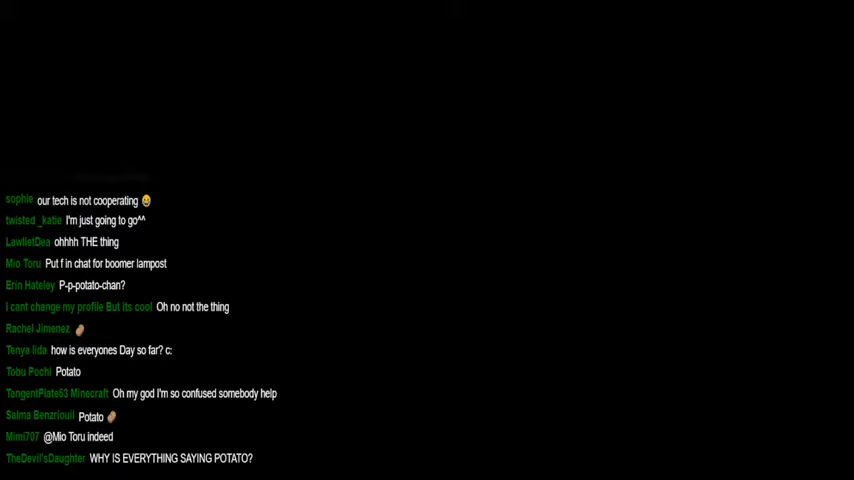 sophie our tech is not cooperating 😅
twisted _katie I'm just going to go^^
LawlietDea ohhhh THE thing
Mio Toru Put f in chat for boomer lampost
Erin Hateley P-p-potato-chan?
I cant change my profile But its cool Oh no not the thing
Rachel Jimenez 🥔
Tenya Iida how is everyones Day so far? c:
Tobu Pochi Potato
TangentPlate63 Minecraft Oh my god I'm so confused somebody help
Salma Benzriouil Potato 🥔
Mimi707 @Mio Toru indeed
TheDevil'sDaughter WHY IS EVERYTHING SAYING POTATO?